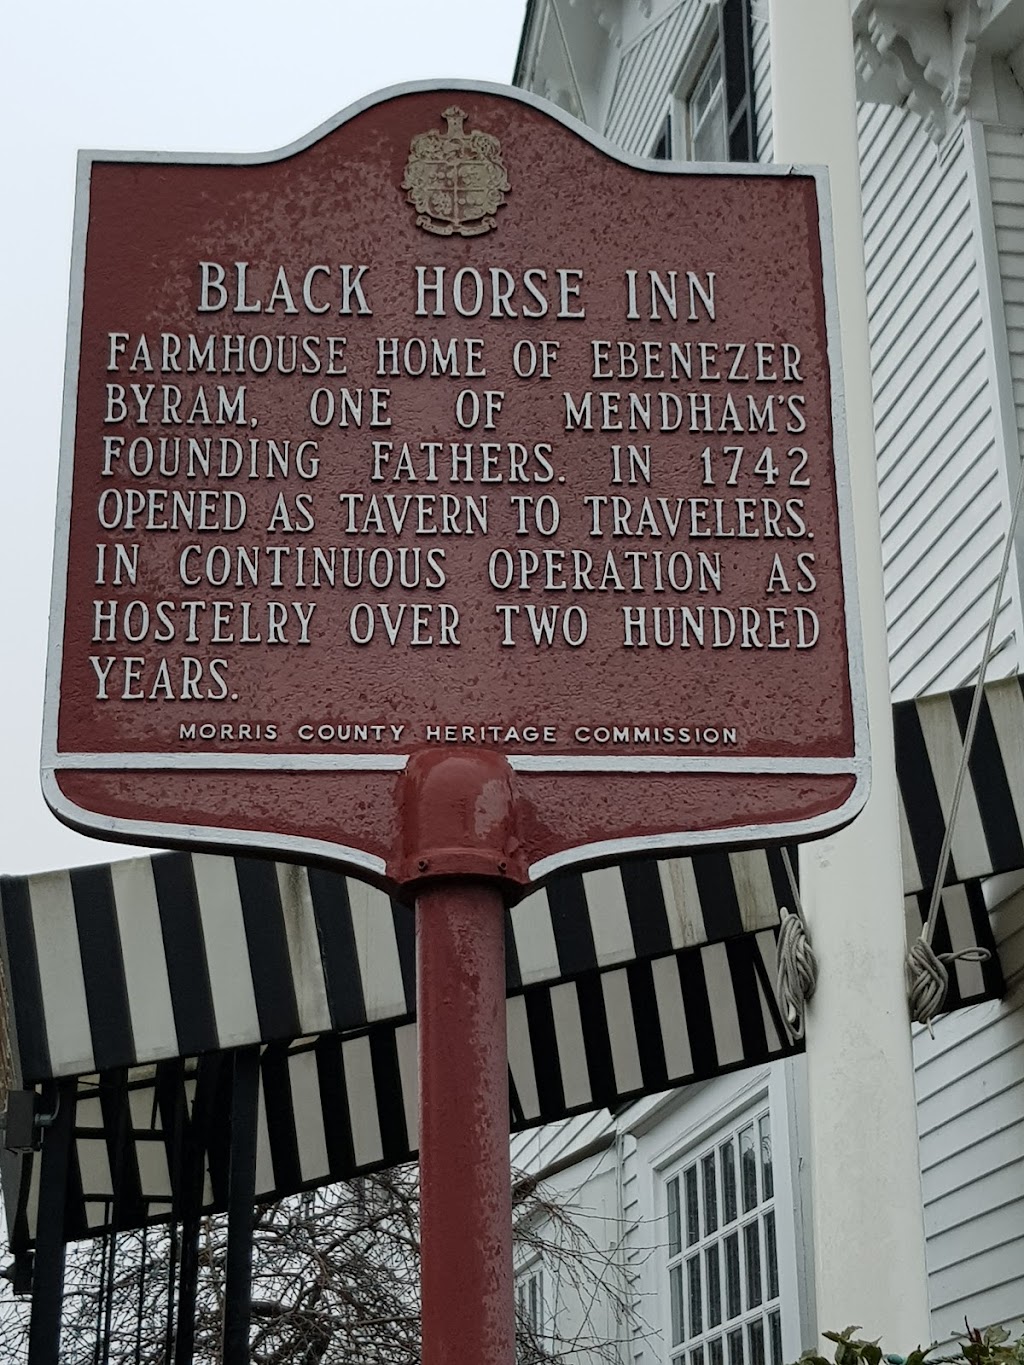 BLACK HORSE INN
FARMHOUSE HOME OF EBENEZER
BYRAM, ONE OF MENDHAM'S
FOUNDING FATHERS. IN 1742
OPENED AS TAVERN TO TRAVELERS.
IN CONTINUOUS OPERATION AS
HOSTELRY OVER TWO HUNDRED
YEARS.
MORRIS COUNTY HERITAGE COMMISSION